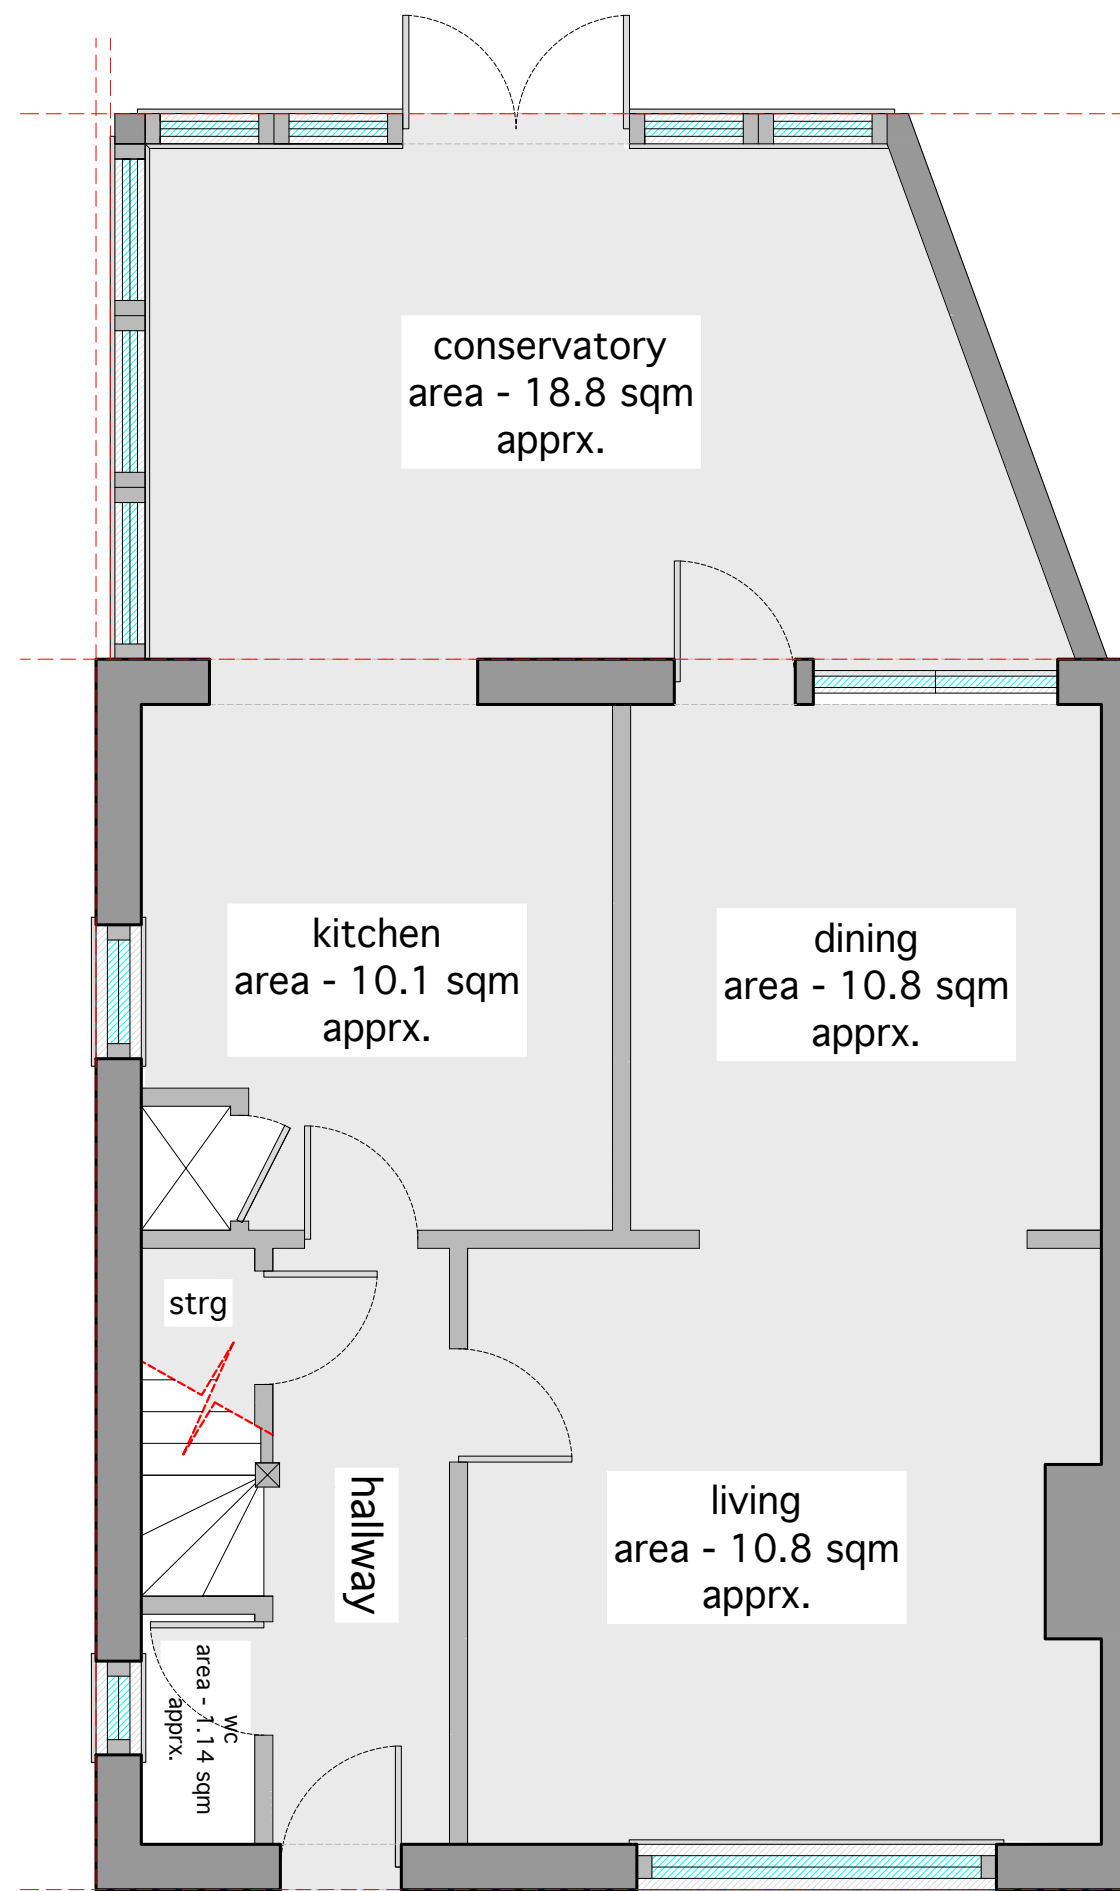 conservatory
area - 18.8 sqm
apprx.
kitchen
area - 10.1 sqm
apprx.
dining
area - 10.8 sqm
apprx.
strg
hallway
living
area - 10.8 sqm
apprx.
wc
area - 1.14 sqm
apprx.